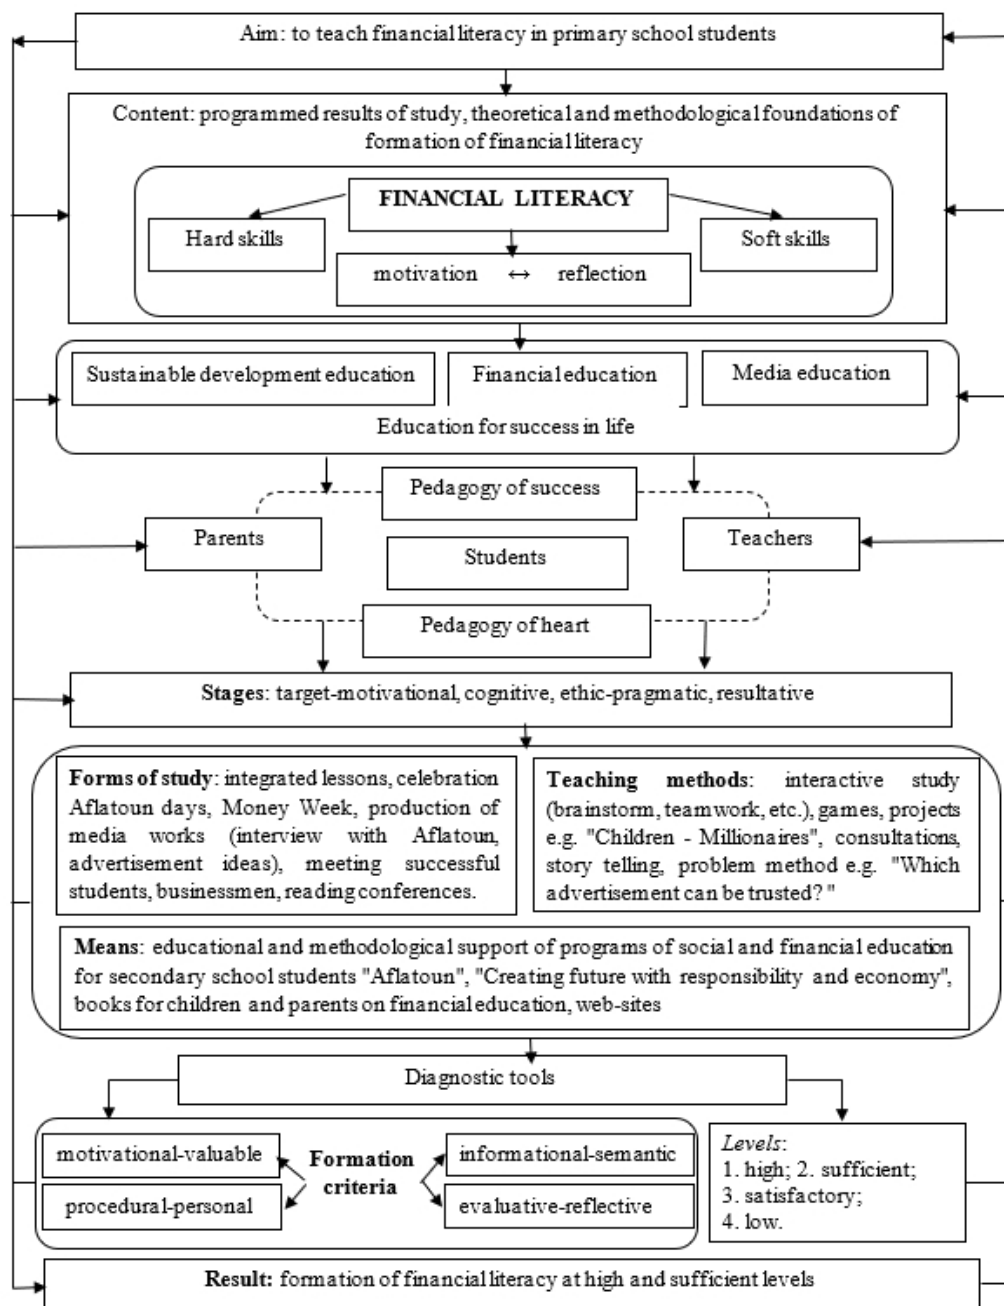 Aim: to teach financial literacy in primary school students
Content: programmed results of study, theoretical and methodological foundations of
formation of financial literacy
FINANCIAL LITERACY
Hard skills
Soft skills
motivation ↔ reflection
Sustainable development education
Financial education
Media education
Education for success in life
Pedagogy of success
Parents
Teachers
Students
Pedagogy of heart
Stages: target-motivational, cognitive, ethic-pragmatic, resultative
Forms of study: integrated lessons, celebration
Aflatoun days, Money Week, production of
media works (interview with Aflatoun,
advertisement ideas), meeting successful
students, businessmen, reading conferences.
Teaching methods: interactive study
(brainstorm, teamwork, etc.), games, projects
e.g. "Children - Millionaires", consultations,
story telling, problem method e.g. "Which
advertisement can be trusted? "
Means: educational and methodological support of programs of social and financial education
for secondary school students "Aflatoun", "Creating future with responsibility and economy",
books for children and parents on financial education, web-sites
Diagnostic tools
motivational-valuable
procedural-personal
Formation
criteria
informational-semantic
evaluative-reflective
Levels:
1. high; 2. sufficient;
3. satisfactory;
4. low.
Result: formation of financial literacy at high and sufficient levels